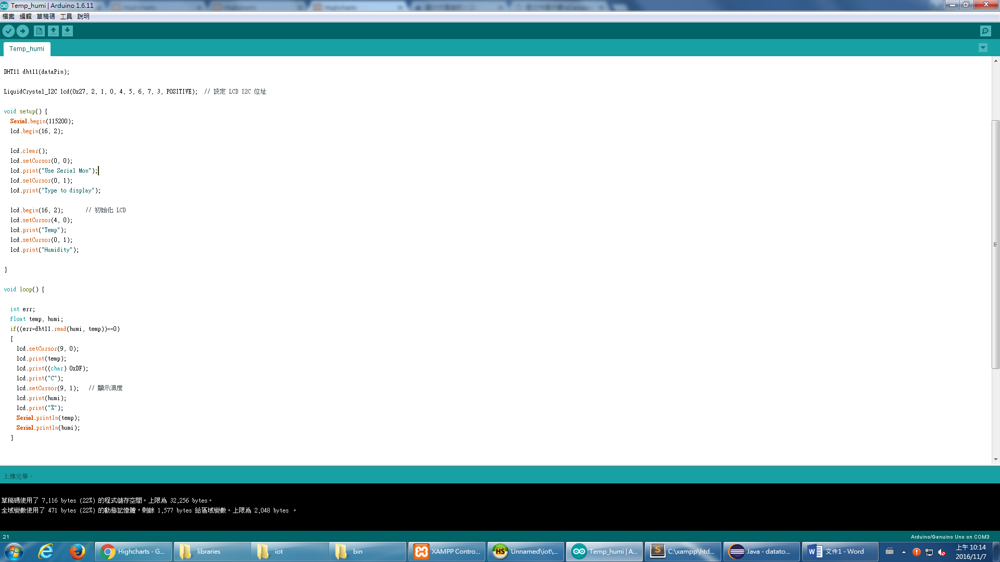 Temp_humi | Arduino 1.6.11
檔案 編輯 草稿碼 工具 說明
Temp_humi
DHT11 dht11(dataPin);
LiquidCrystal_I2C lcd(0x27, 2, 1, 0, 4, 5, 6, 7, 3, POSITIVE);  // 設定 LCD I2C 位址
void setup() {
Serial.begin(115200);
lcd.begin(16, 2);
lcd.clear();
lcd.setCursor(0, 0);
lcd.print("Use Serial Mon");
lcd.setCursor(0, 1);
lcd.print("Type to display");
lcd.begin(16, 2);       // 初始化 LCD
lcd.setCursor(4, 0);
lcd.print("Temp");
lcd.setCursor(0, 1);
lcd.print("Humidity");
}
void loop() {
int err;
float temp, humi;
if((err=dht11.read(humi, temp))==0)
{
lcd.setCursor(9, 0);
lcd.print(temp);
lcd.print((char) 0xDF);
lcd.print("C");
lcd.setCursor(9, 1);   // 顯示濕度
lcd.print(humi);
lcd.print("%");
Serial.println(temp);
Serial.println(humi);
}
上傳完畢。
草稿碼使用了 7,116 bytes (22%) 的程式儲存空間。上限為 32,256 bytes。
全域變數使用了 471 bytes (22%) 的動態記憶體，剩餘 1,577 bytes 給區域變數。上限為 2,048 bytes 。
21 Arduino/Genuino Uno on COM3
Highcharts - G... libraries iot bin XAMPP Contro... HS Unnamed\iot\... Temp_humi | A... C:\xampp\htd... Java - datato... 文件1 - Word 上午 10:14
2016/11/7